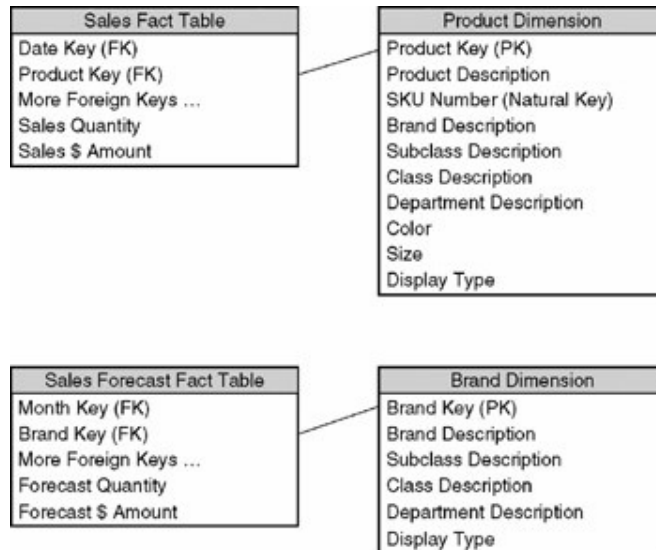 Sales Fact Table
Date Key (FK)
Product Key (FK)
More Foreign Keys ...
Sales Quantity
Sales $ Amount
Product Dimension
Product Key (PK)
Product Description
SKU Number (Natural Key)
Brand Description
Subclass Description
Class Description
Department Description
Color
Size
Display Type
Sales Forecast Fact Table
Month Key (FK)
Brand Key (FK)
More Foreign Keys ...
Forecast Quantity
Forecast $ Amount
Brand Dimension
Brand Key (PK)
Brand Description
Subclass Description
Class Description
Department Description
Display Type